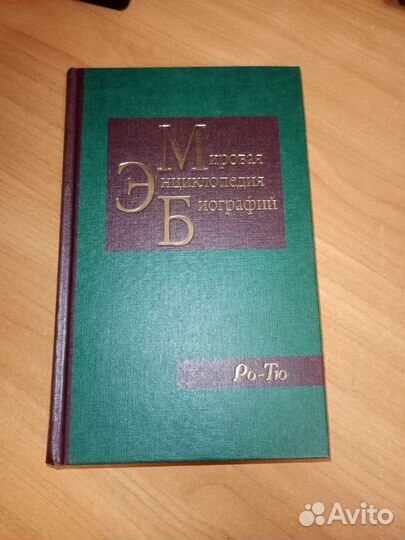 Мировая
Энциклопедия
Биографий
Ро-Тю
Avito